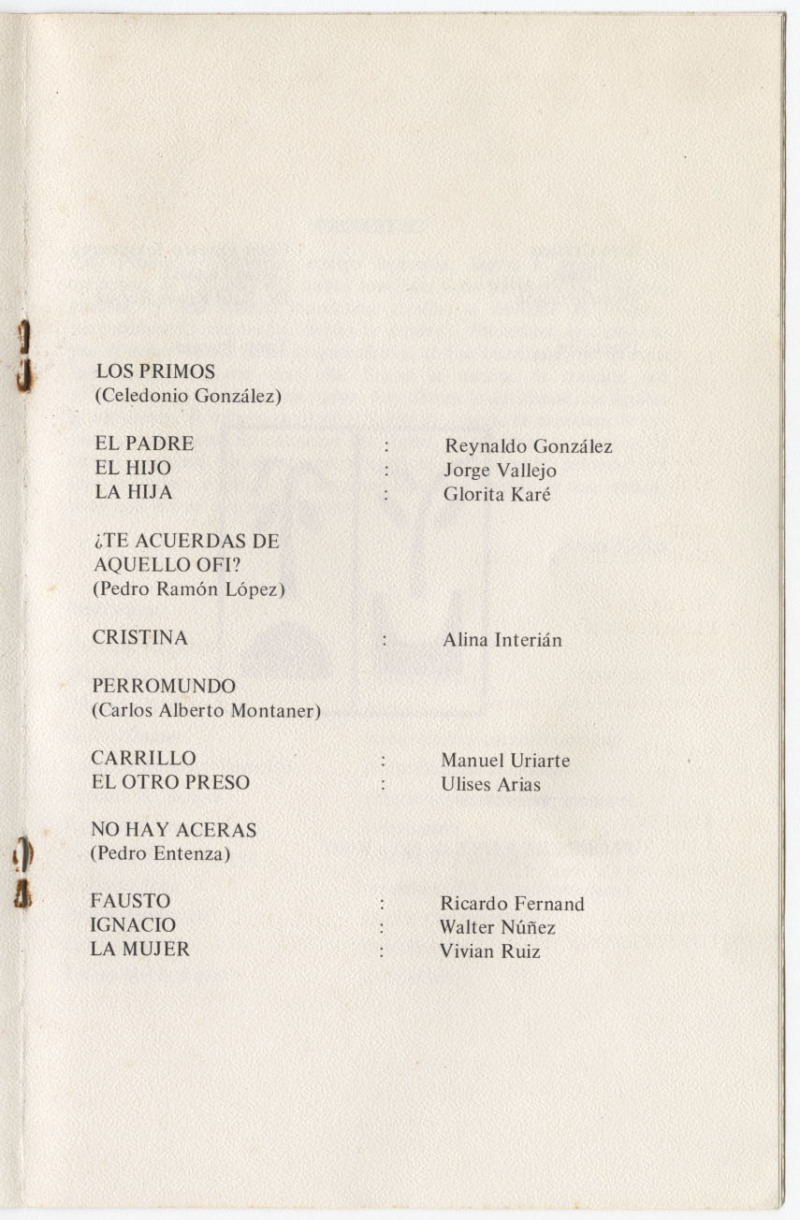 LOS PRIMOS
(Celedonio González)
EL PADRE : Reynaldo González
EL HIJO : Jorge Vallejo
LA HIJA : Glorita Karé
¿TE ACUERDAS DE
AQUELLO OFI?
(Pedro Ramón López)
CRISTINA : Alina Interián
PERROMUNDO
(Carlos Alberto Montaner)
CARRILLO : Manuel Uriarte
EL OTRO PRESO : Ulises Arias
NO HAY ACERAS
(Pedro Entenza)
FAUSTO : Ricardo Fernand
IGNACIO : Walter Núñez
LA MUJER : Vivian Ruiz